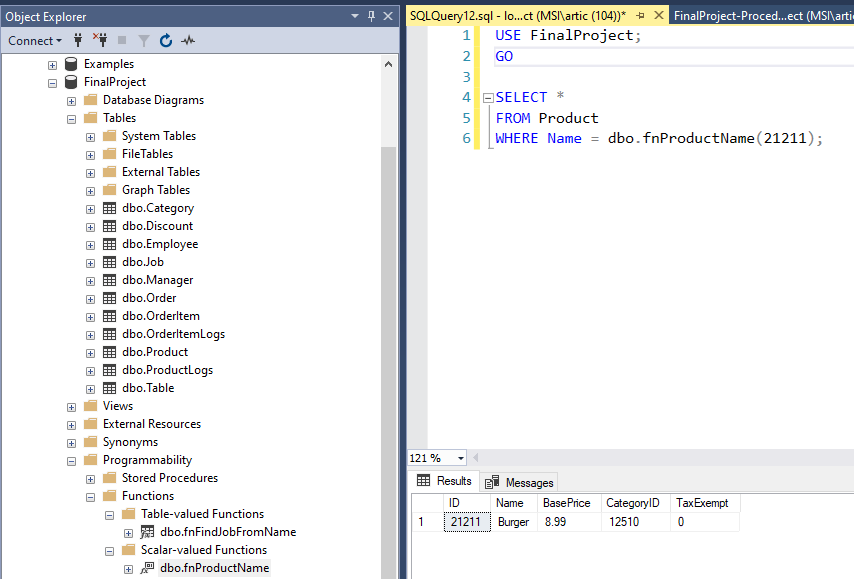 Object Explorer
Connect
Examples
FinalProject
Database Diagrams
Tables
System Tables
FileTables
External Tables
Graph Tables
dbo.Category
dbo.Discount
dbo.Employee
dbo.Job
dbo.Manager
dbo.Order
dbo.OrderItem
dbo.OrderItemLogs
dbo.Product
dbo.ProductLogs
dbo.Table
Views
External Resources
Synonyms
Programmability
Stored Procedures
Functions
Table-valued Functions
dbo.fnFindJobFromName
Scalar-valued Functions
dbo.fnProductName
SQLQuery12.sql - lo...ct (MSI\artic (104))* FinalProject-Proced...ect (MSI\artic
1 USE FinalProject;
2 GO
3
4 SELECT *
5 FROM Product
6 WHERE Name = dbo.fnProductName(21211);
121 %
Results Messages
ID Name BasePrice CategoryID TaxExempt
1 21211 Burger 8.99 12510 0